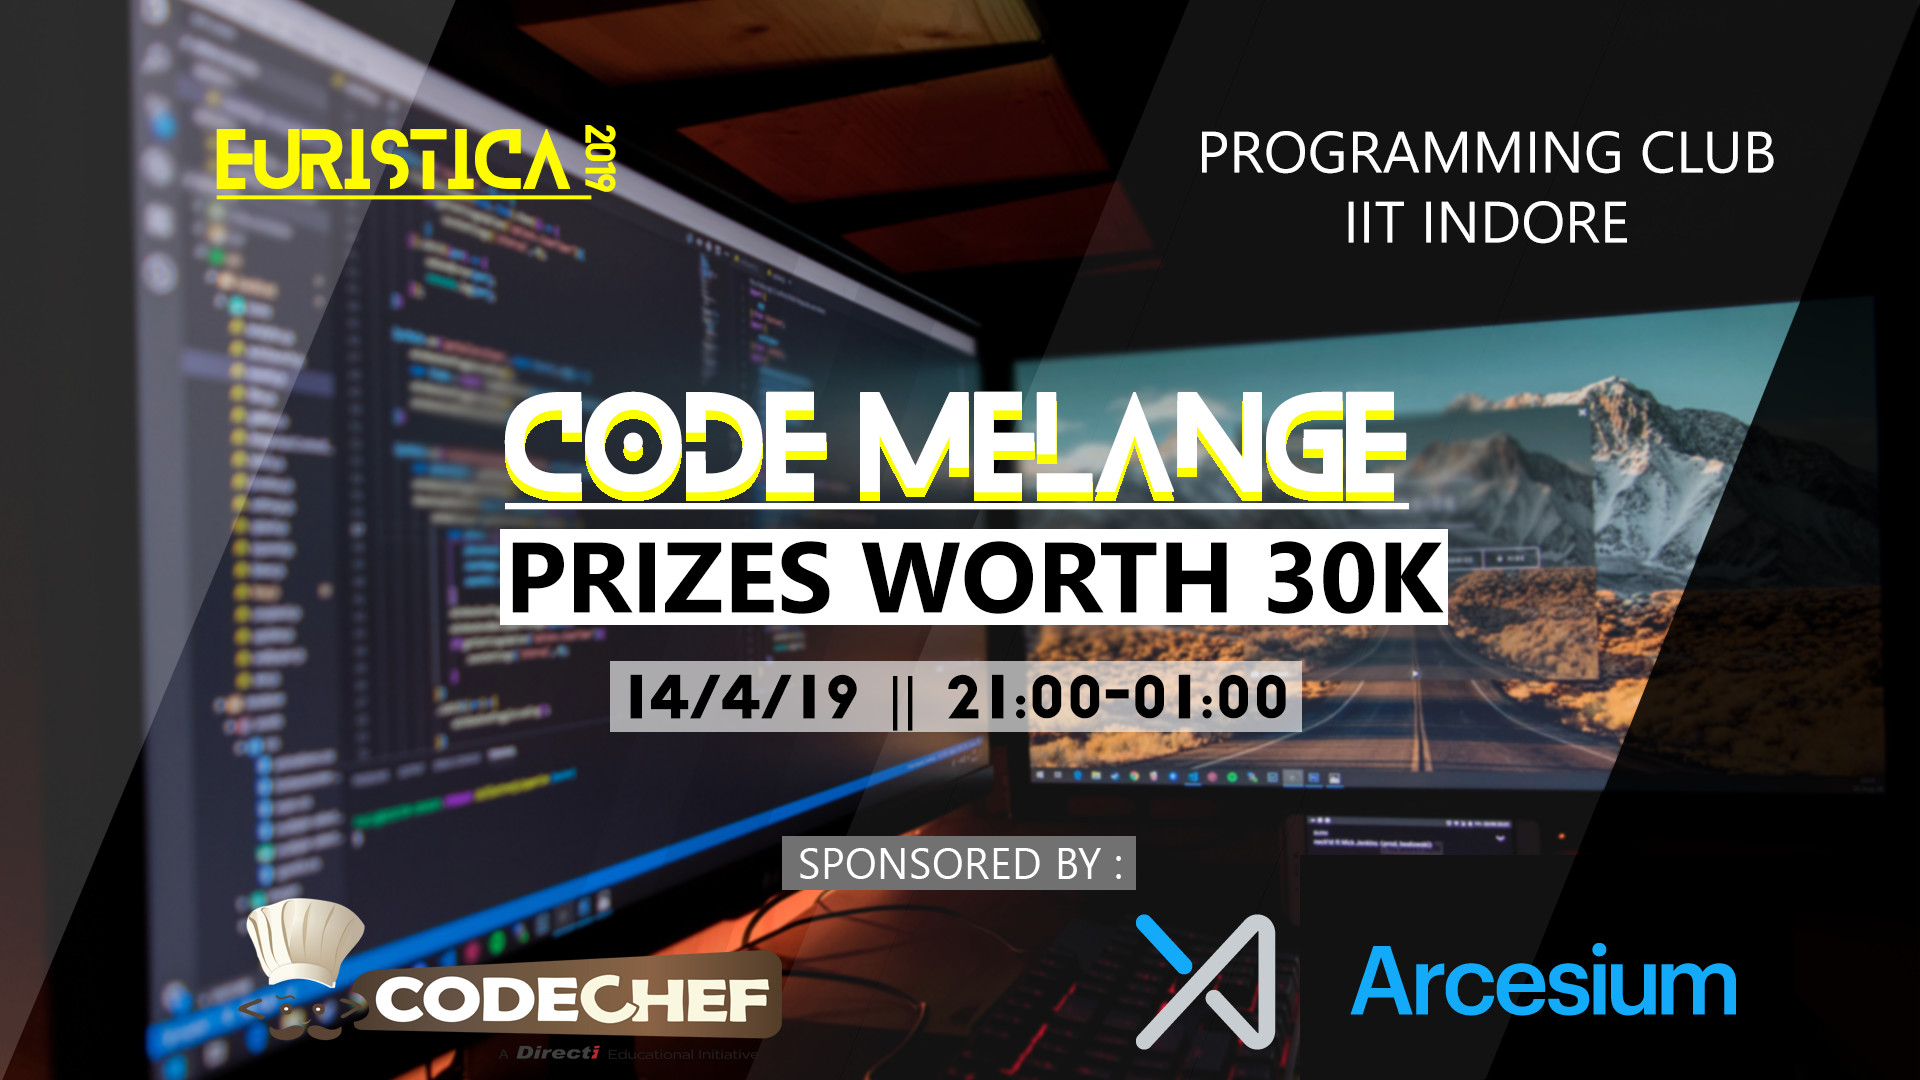 EURISTICA 2019
PROGRAMMING CLUB
IIT INDORE
CODE MELANGE
PRIZES WORTH 30K
14/4/19 || 21:00-01:00
SPONSORED BY :
CODECHEF
A Directi Educational Initiative
Arcesium